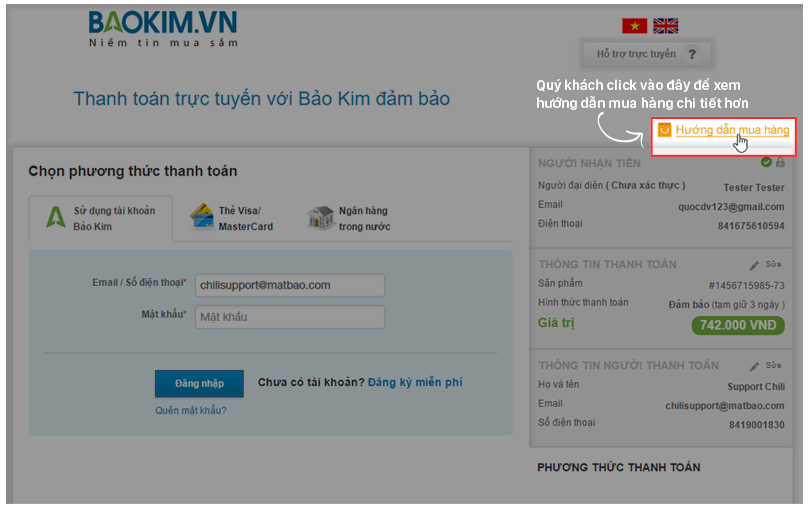 BAOKIM.VN
Niềm tin mua sắm
Hỗ trợ trực tuyến ?
Thanh toán trực tuyến với Bảo Kim đảm bảo
Quý khách click vào đây để xem
hướng dẫn mua hàng chi tiết hơn
Hướng dẫn mua hàng
Chọn phương thức thanh toán
Sử dụng tài khoản
Bảo Kim
Thẻ Visa/
MasterCard
Ngân hàng
trong nước
Email / Số điện thoại*
chilisupport@matbao.com
Mật khẩu*
Mật khẩu
Đăng nhập
Chưa có tài khoản? Đăng ký miễn phí
Quên mật khẩu?
NGƯỜI NHẬN TIỀN
Người đại diện ( Chưa xác thực )
Tester Tester
Email
quocdv123@gmail.com
Điện thoại
841675610594
THÔNG TIN THANH TOÁN
Sửa
Sản phẩm
#1456715985-73
Hình thức thanh toán
Đảm bảo (tạm giữ 3 ngày )
Giá trị
742.000 VNĐ
THÔNG TIN NGƯỜI THANH TOÁN
Sửa
Họ và tên
Support Chili
Email
chilisupport@matbao.com
Số điện thoại
8419001830
PHƯƠNG THỨC THANH TOÁN